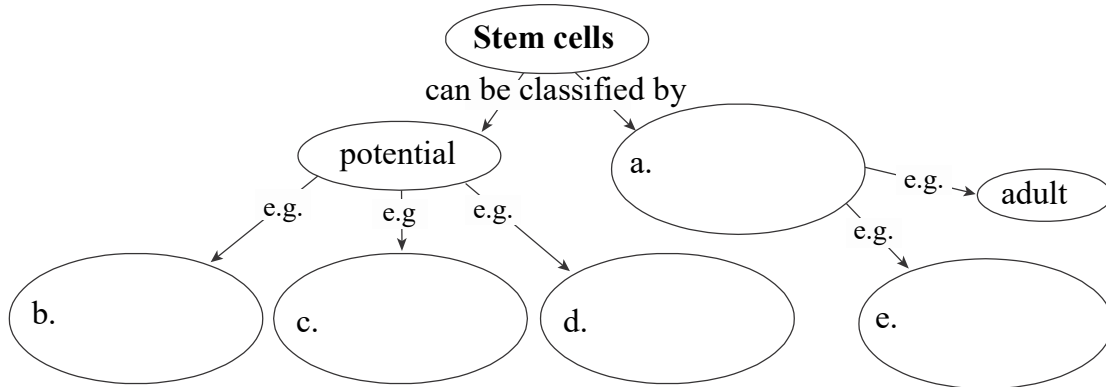 Stem cells
can be classified by
potential
a.
e.g.
adult
e.g.
e.g
e.g.
e.g.
b.
c.
d.
e.